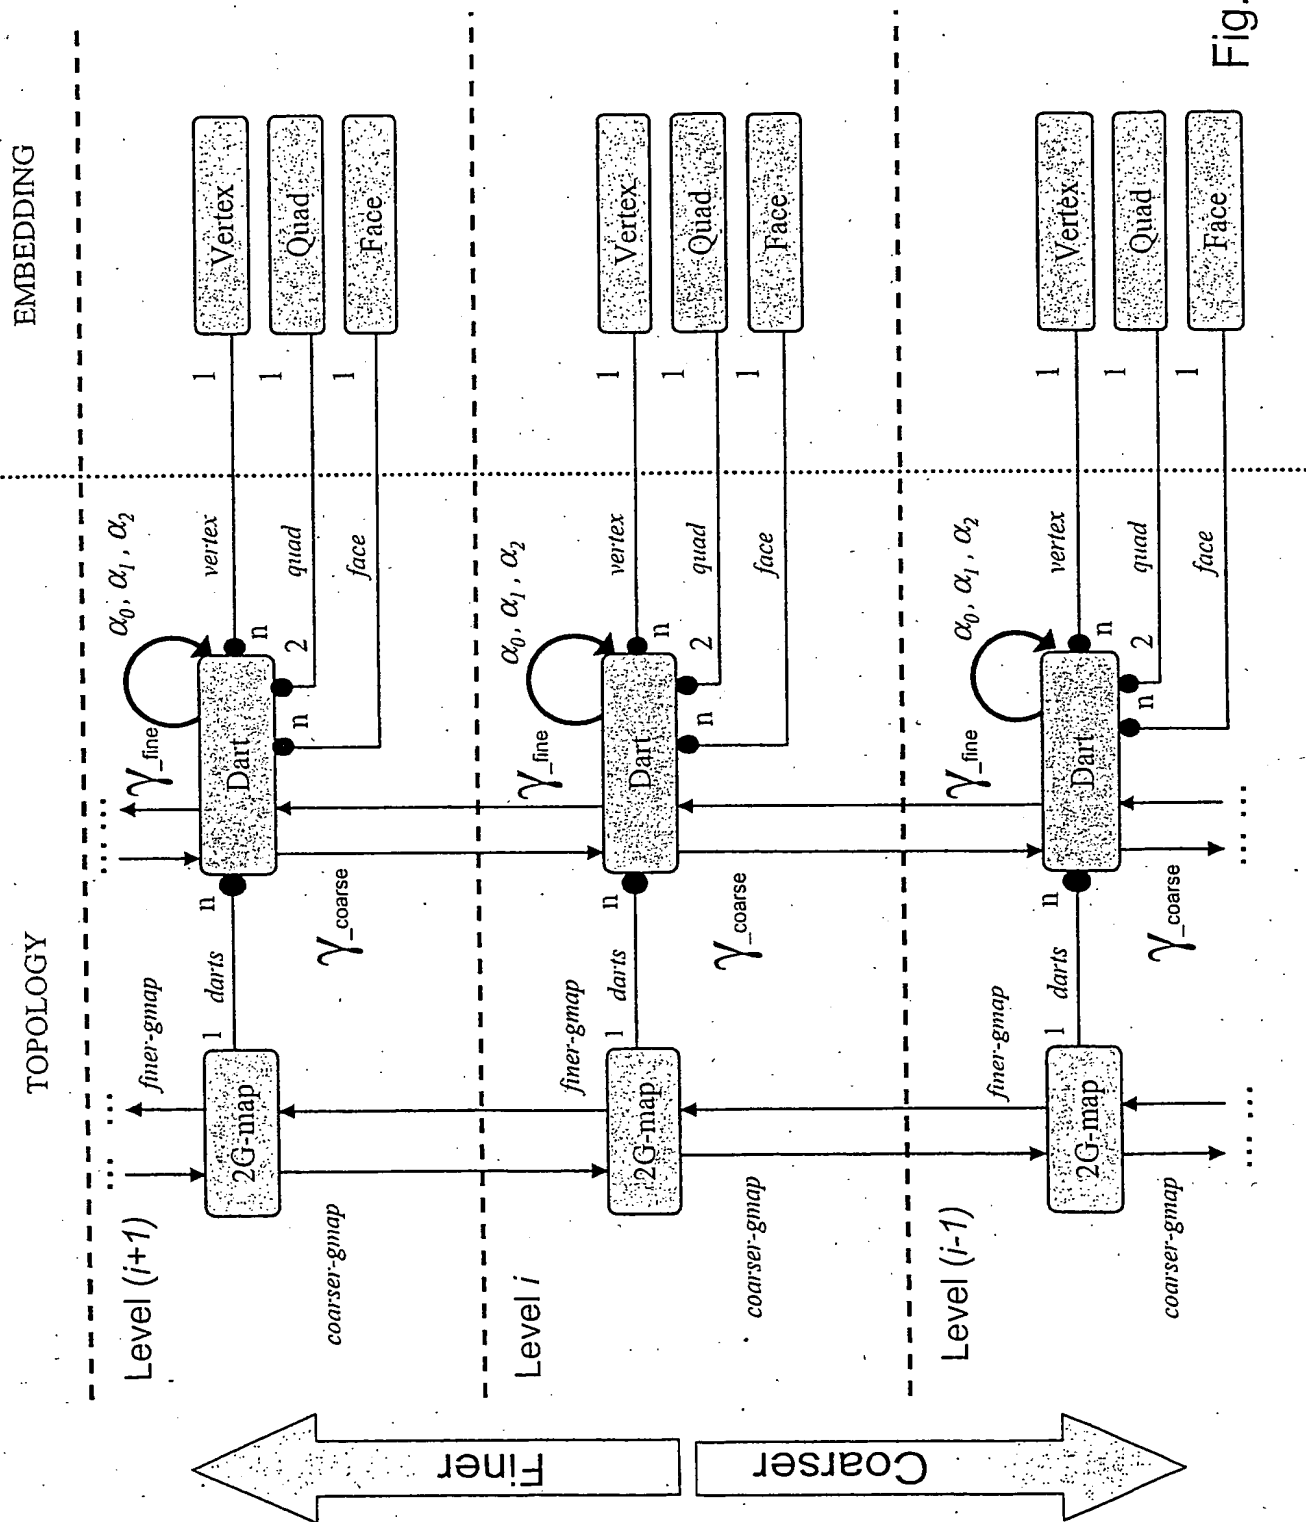 TOPOLOGY
EMBEDDING
Level (i+1)
... ...
finer-gmap
... ...
γ_fine
α0, α1, α2
2G-map
1 darts n
Dart
n vertex 1
Vertex
2 quad 1
Quad
n face 1
Face
coarser-gmap
γ_coarse
Level i
finer-gmap
γ_fine
α0, α1, α2
2G-map
1 darts n
Dart
n vertex 1
Vertex
2 quad 1
Quad
n face 1
Face
coarser-gmap
γ_coarse
Level (i-1)
finer-gmap
γ_fine
α0, α1, α2
2G-map
1 darts n
Dart
n vertex 1
Vertex
2 quad 1
Quad
n face 1
Face
coarser-gmap
γ_coarse
... ...
... ...
Finer
Coarser
Fig.